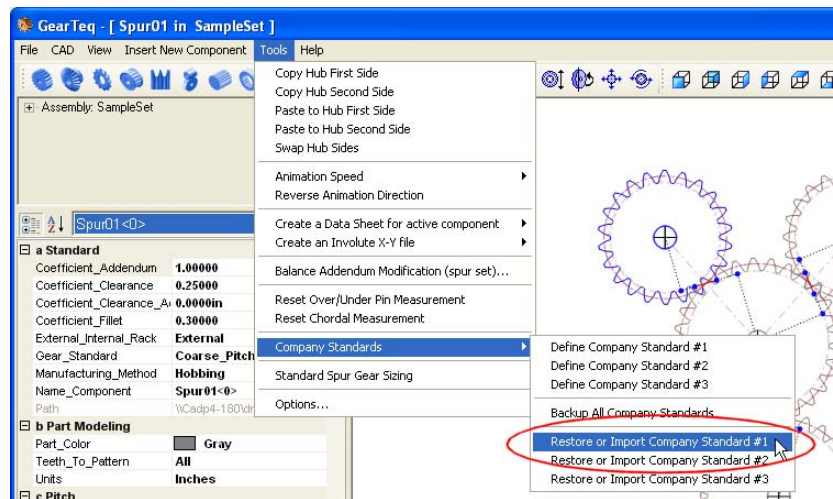 GearTeq - [ Spur01 in SampleSet ]
File CAD View Insert New Component Tools Help
Assembly: SampleSet
Spur01<0>
a Standard
Coefficient_Addendum 1.00000
Coefficient_Clearance 0.25000
Coefficient_Clearance_A 0.0000in
Coefficient_Fillet 0.30000
External_Internal_Rack External
Gear_Standard Coarse_Pitch
Manufacturing_Method Hobbing
Name_Component Spur01<0>
Path
b Part Modeling
Part_Color Gray
Teeth_To_Pattern All
Units Inches
c Pitch
Copy Hub First Side
Copy Hub Second Side
Paste to Hub First Side
Paste to Hub Second Side
Swap Hub Sides
Animation Speed
Reverse Animation Direction
Create a Data Sheet for active component
Create an Involute X-Y file
Balance Addendum Modification (spur set)...
Reset Over/Under Pin Measurement
Reset Chordal Measurement
Company Standards
Standard Spur Gear Sizing
Options...
Define Company Standard #1
Define Company Standard #2
Define Company Standard #3
Backup All Company Standards
Restore or Import Company Standard #1
Restore or Import Company Standard #2
Restore or Import Company Standard #3